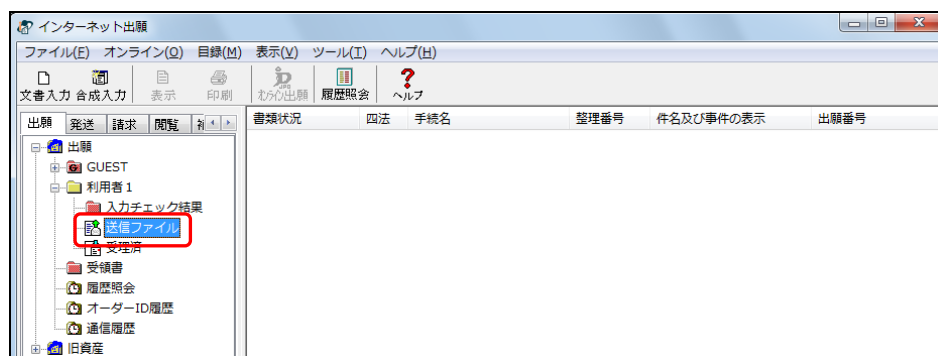 インターネット出願
ファイル(F) オンライン(O) 目録(M) 表示(V) ツール(T) ヘルプ(H)
文書入力 合成入力 表示 印刷 オンライン出願 履歴照会 ヘルプ
出願 発送 請求 閲覧
書類状況 四法 手続名 整理番号 件名及び事件の表示 出願番号
出願
GUEST
利用者1
入力チェック結果
送信ファイル
受理済
受領書
履歴照会
オーダーID履歴
通信履歴
旧資産